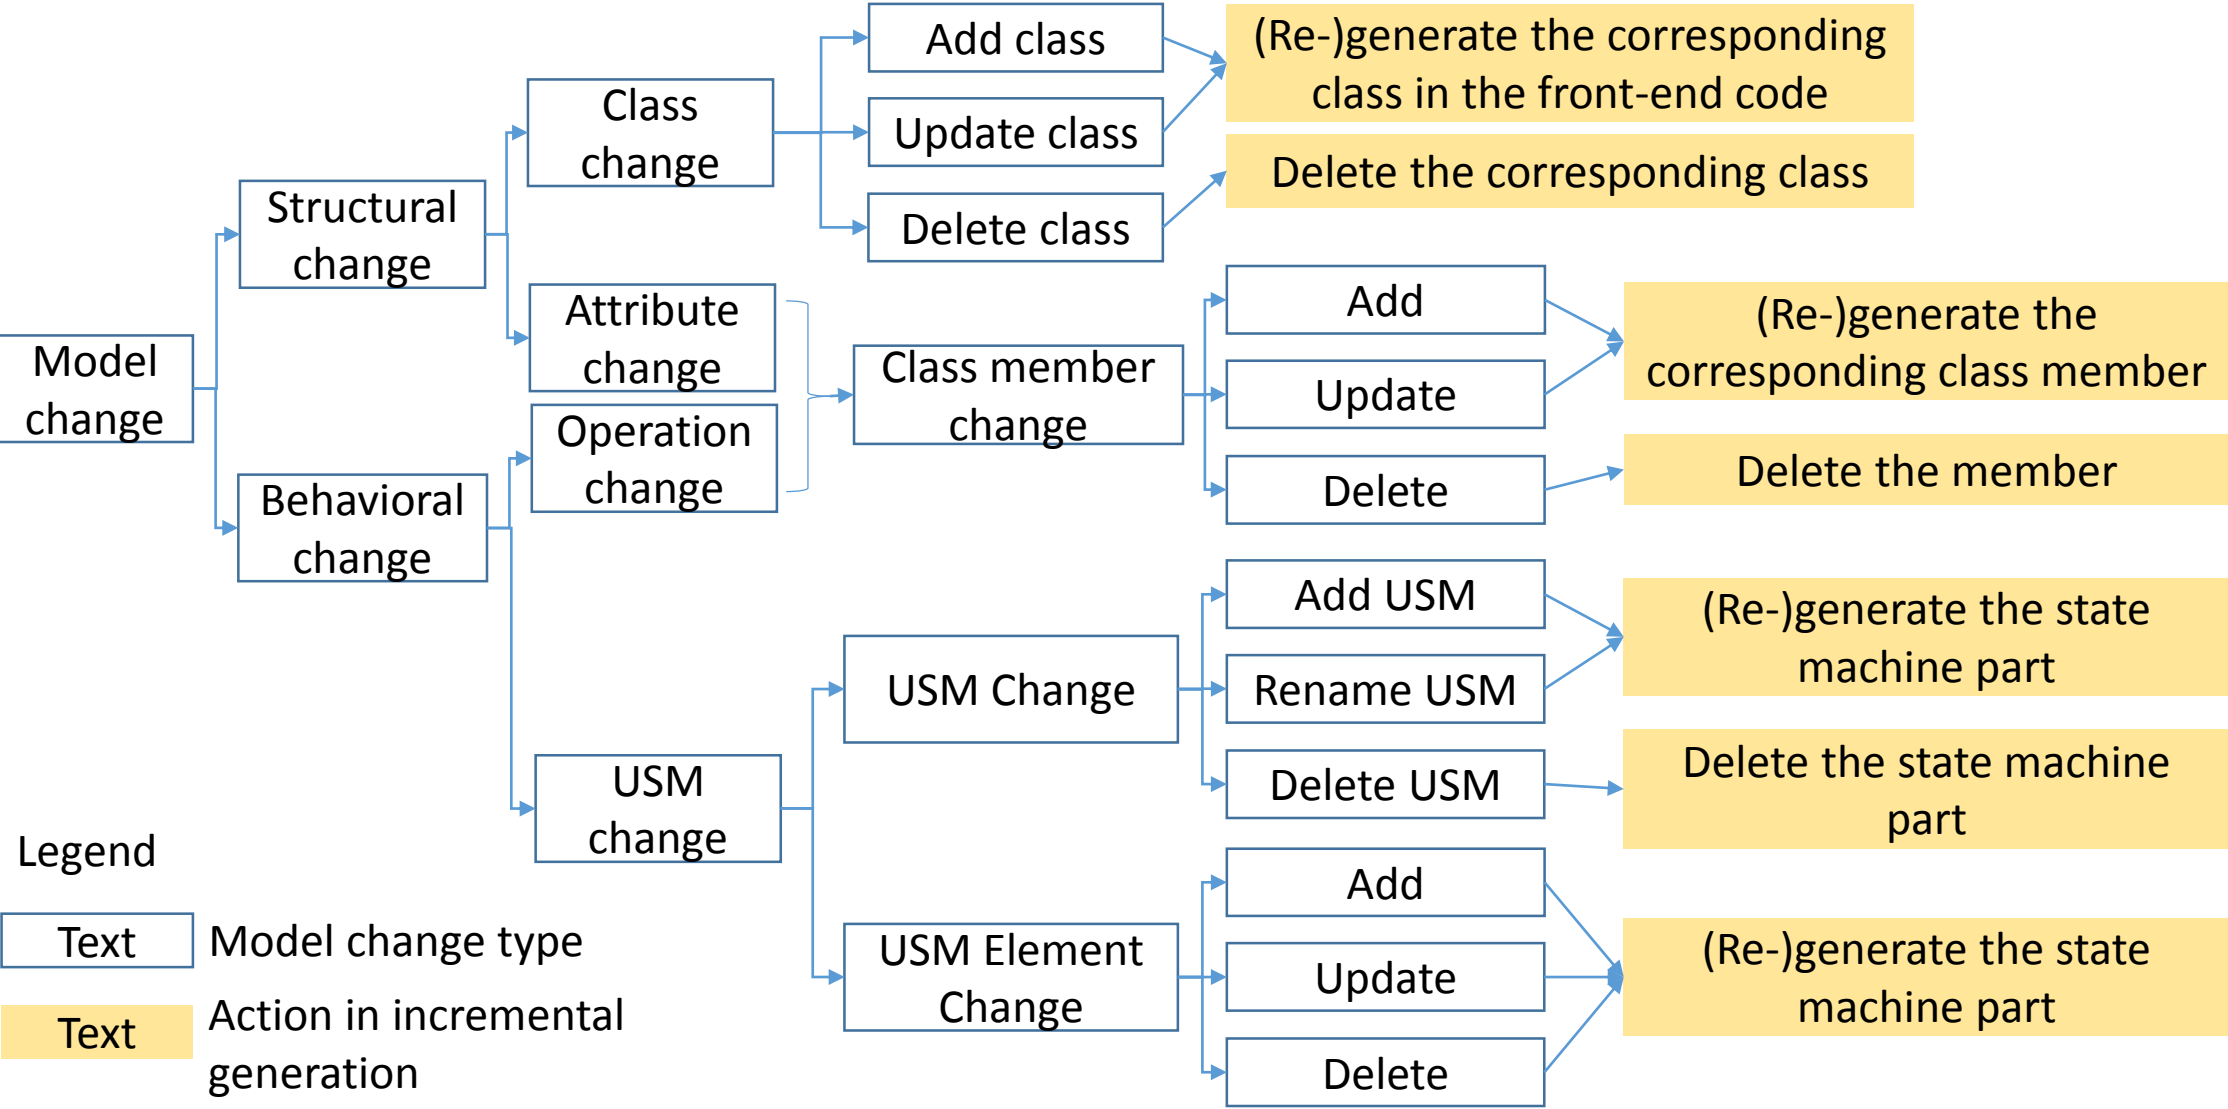 Model
change
Structural
change
Behavioral
change
Class
change
Attribute
change
Operation
change
USM
change
Add class
Update class
Delete class
(Re-)generate the corresponding
class in the front-end code
Delete the corresponding class
Class member
change
Add
Update
Delete
(Re-)generate the
corresponding class member
Delete the member
USM Change
Add USM
Rename USM
Delete USM
(Re-)generate the state
machine part
Delete the state machine
part
USM Element
Change
Add
Update
Delete
(Re-)generate the state
machine part
Legend
Text
Model change type
Text
Action in incremental
generation